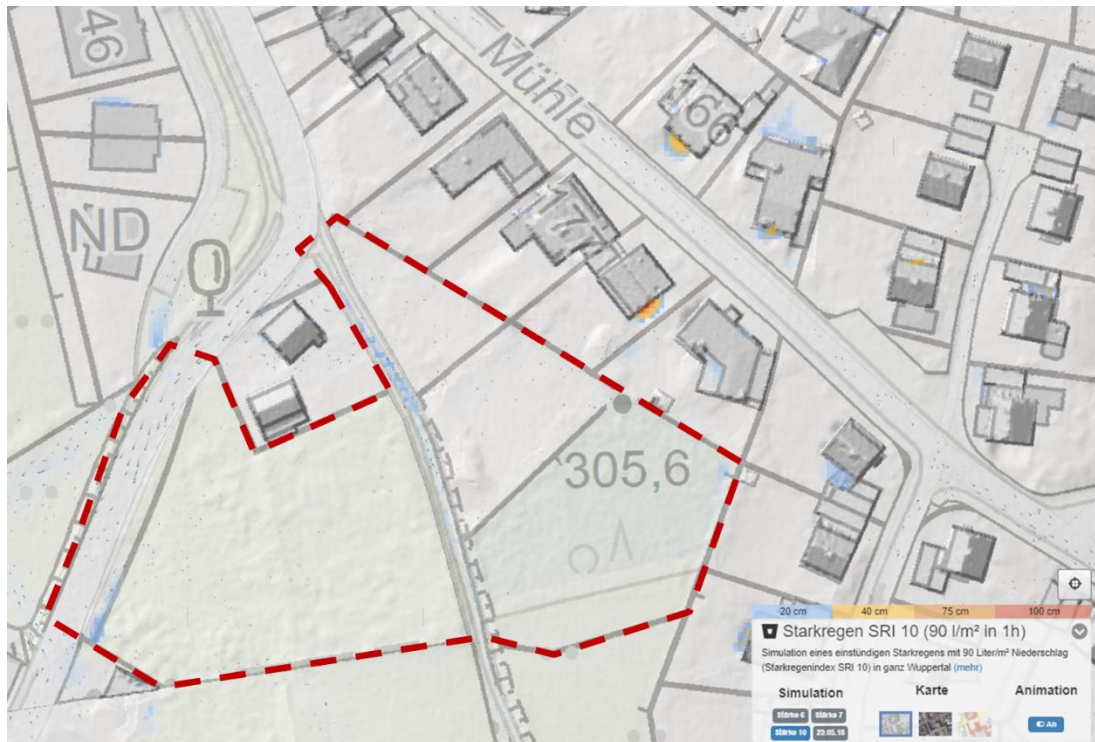 46
Mühle
166
ND
177
305,6
20 cm 40 cm 75 cm 100 cm
Starkregen SRI 10 (90 l/m² in 1h)
Simulation eines einstündigen Starkregens mit 90 Liter/m² Niederschlag
(Starkregenindex SRI 10) in ganz Wuppertal (mehr)
Simulation Karte Animation
Stärke 6 Stärke 7
Stärke 10 29.05.18
An